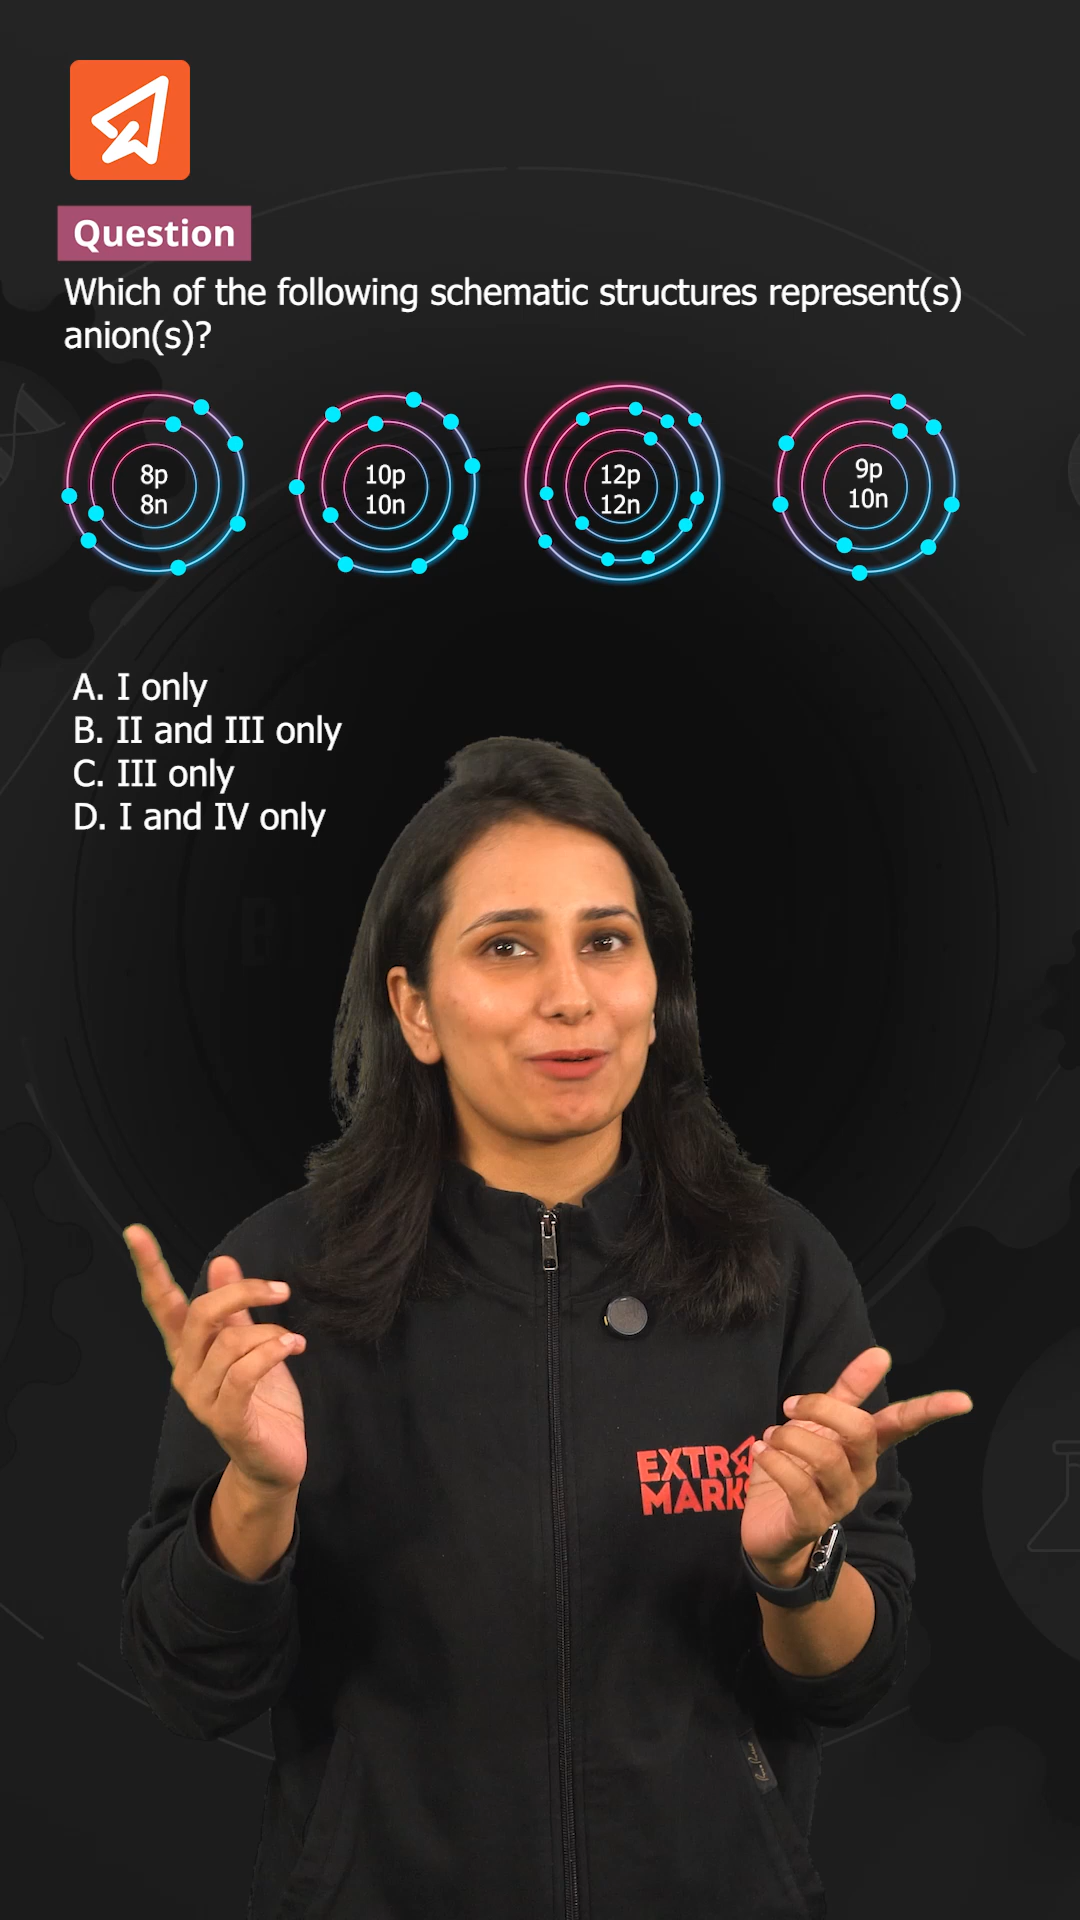 Question
Which of the following schematic structures represent(s)
anion(s)?
8p
8n
10p
10n
12p
12n
9p
10n
A. I only
B. II and III only
C. III only
D. I and IV only
EXTRA
MARKS